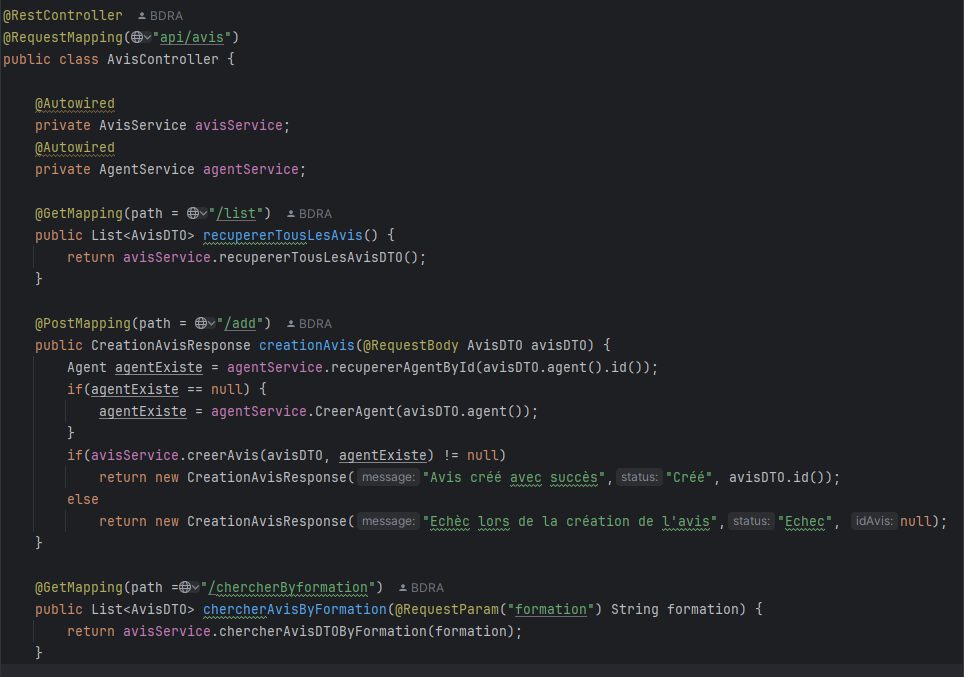 @RestController BDRA
@RequestMapping("api/avis")
public class AvisController {
@Autowired
private AvisService avisService;
@Autowired
private AgentService agentService;
@GetMapping(path = "/list") BDRA
public List<AvisDTO> recupererTousLesAvis() {
return avisService.recupererTousLesAvisDTO();
}
@PostMapping(path = "/add") BDRA
public CreationAvisResponse creationAvis(@RequestBody AvisDTO avisDTO) {
Agent agentExiste = agentService.recupererAgentById(avisDTO.agent().id());
if(agentExiste == null) {
agentExiste = agentService.CreerAgent(avisDTO.agent());
}
if(avisService.creerAvis(avisDTO, agentExiste) != null)
return new CreationAvisResponse( message: "Avis créé avec succès", status: "Créé", avisDTO.id());
else
return new CreationAvisResponse( message: "Echèc lors de la création de l'avis", status: "Echec", idAvis: null);
}
@GetMapping(path ="/chercherByformation") BDRA
public List<AvisDTO> chercherAvisByFormation(@RequestParam("formation") String formation) {
return avisService.chercherAvisDTOByFormation(formation);
}